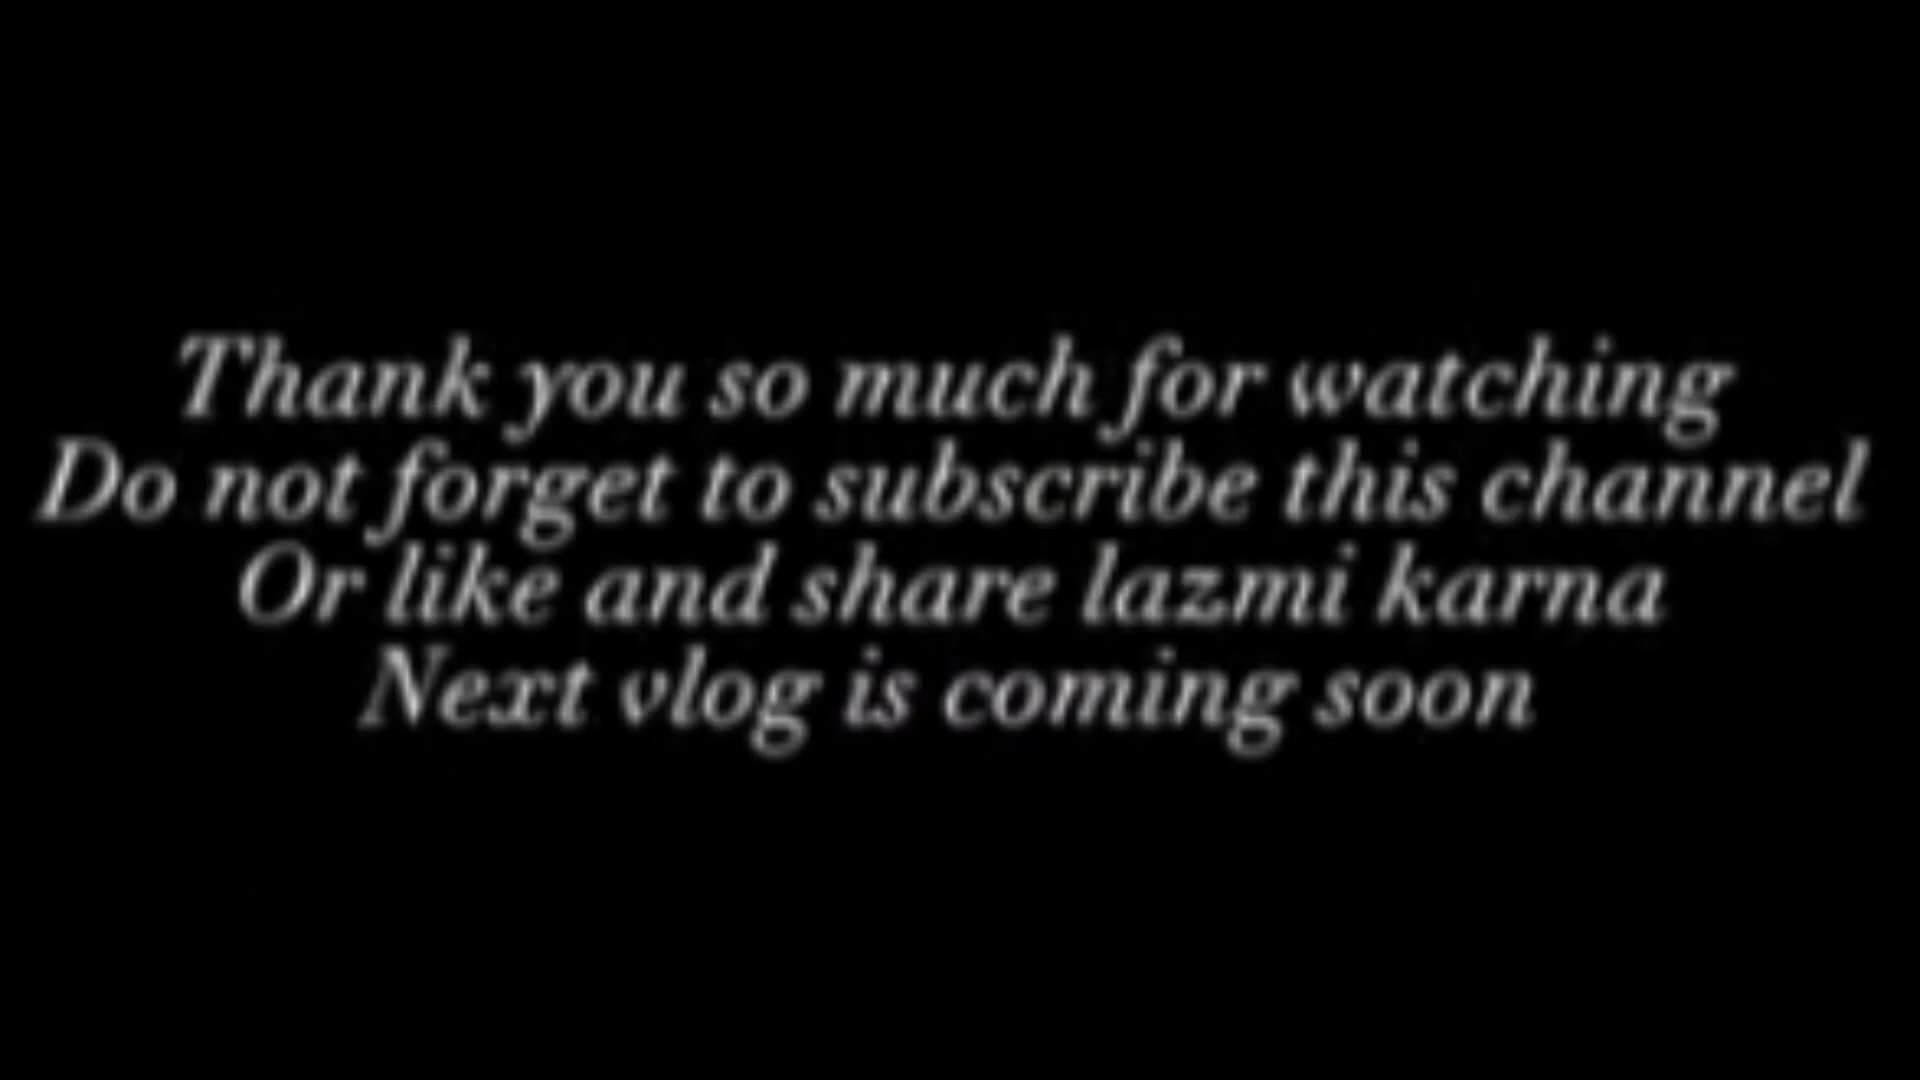 Thank you so much for watching
Do not forget to subscribe this channel
Or like and share lazmi karna
Next vlog is coming soon